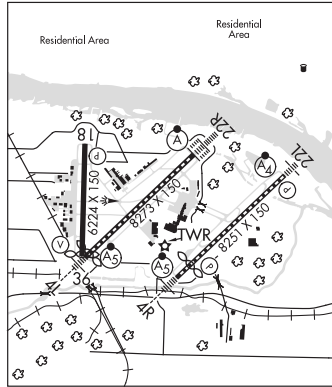 Residential Area
Residential
Area
A
22R
18
22L
P
A4
P
6224 X 150
8273 X 150
8251 X 150
TWR
V
A5
A5
P
36
4L
4R